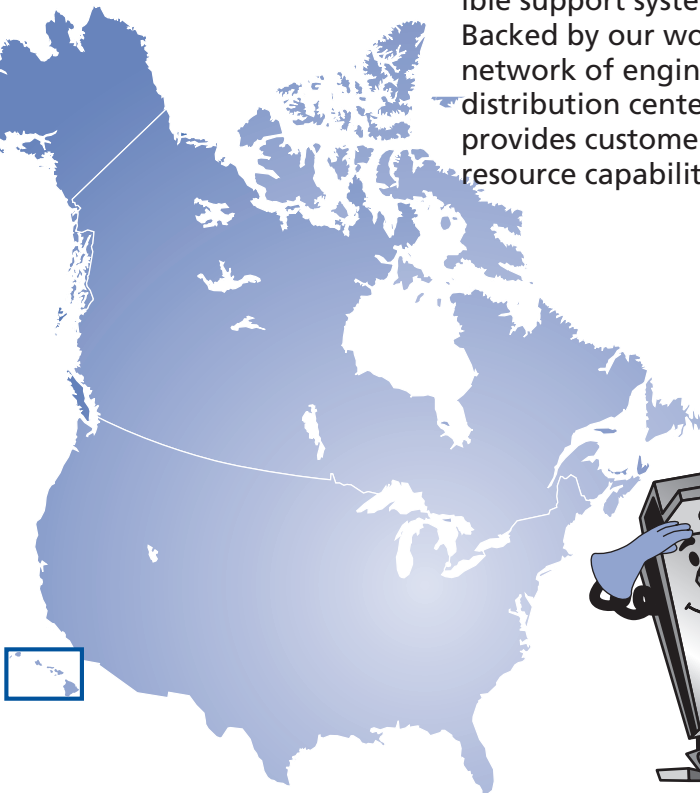 ible support syste
Backed by our wo
network of engin
distribution cente
provides custome
resource capabilit